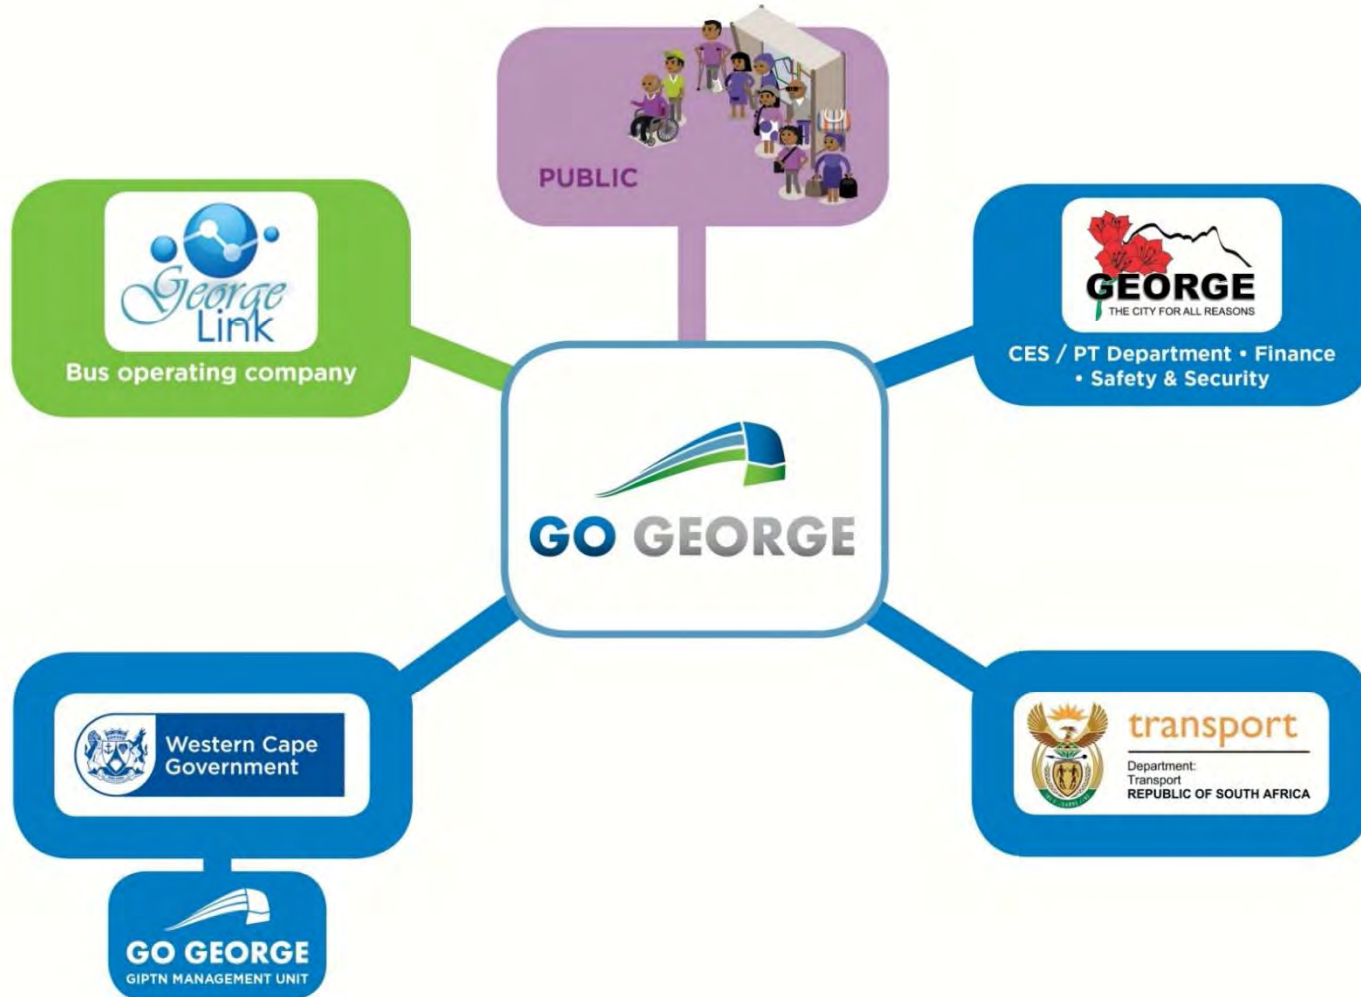 PUBLIC
George
Link
Bus operating company
GEORGE
THE CITY FOR ALL REASONS
CES / PT Department • Finance
• Safety & Security
GO GEORGE
Western Cape
Government
transport
Department:
Transport
REPUBLIC OF SOUTH AFRICA
GO GEORGE
GIPTN MANAGEMENT UNIT